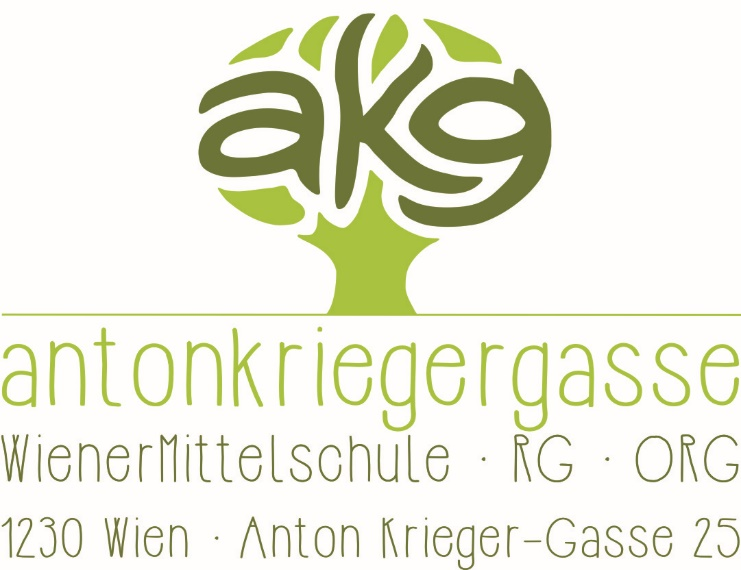 akg
antonkriegergasse
WienerMittelschule · RG · ORG
1230 Wien · Anton Krieger-Gasse 25